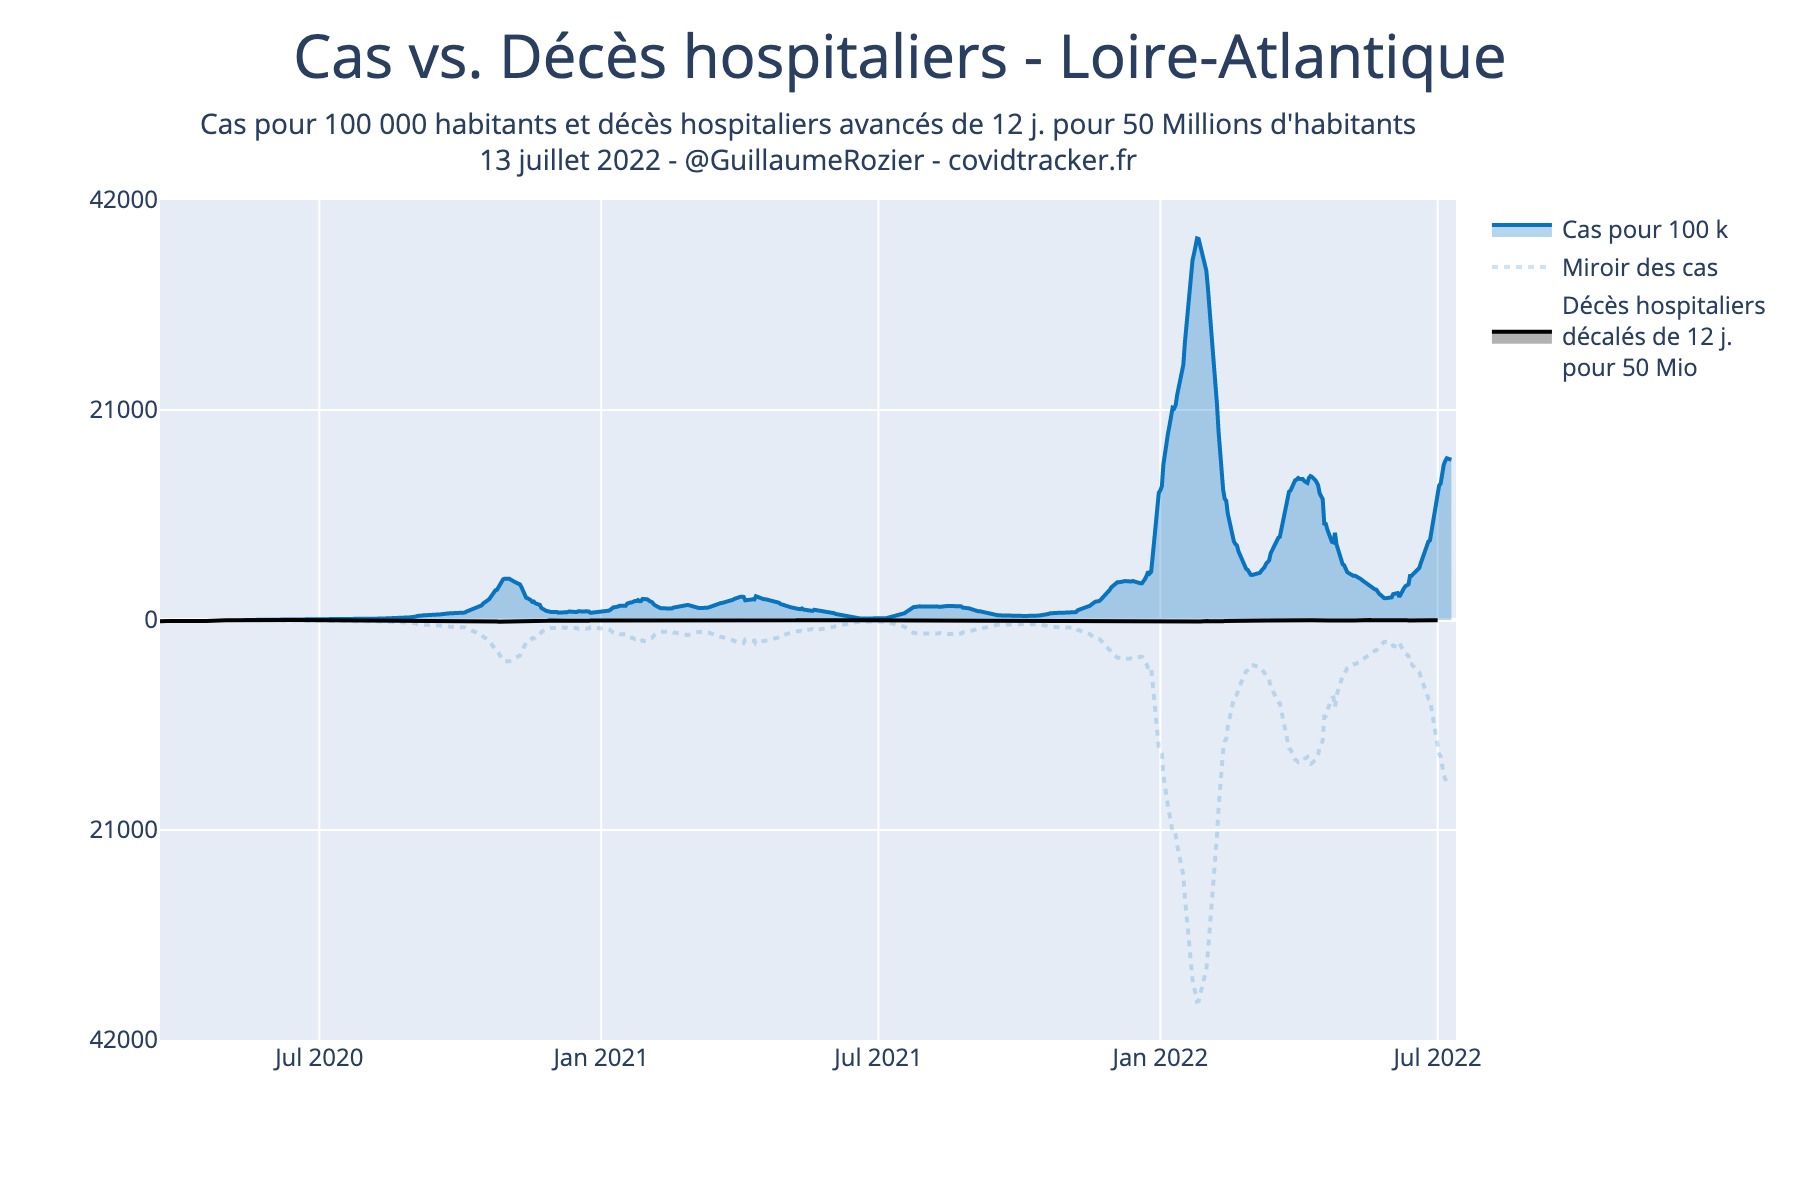 Cas vs. Décès hospitaliers - Loire-Atlantique
Cas pour 100 000 habitants et décès hospitaliers avancés de 12 j. pour 50 Millions d'habitants
13 juillet 2022 - @GuillaumeRozier - covidtracker.fr
42000
21000
0
21000
42000
Jul 2020
Jan 2021
Jul 2021
Jan 2022
Jul 2022
Cas pour 100 k
Miroir des cas
Décès hospitaliers
décalés de 12 j.
pour 50 Mio